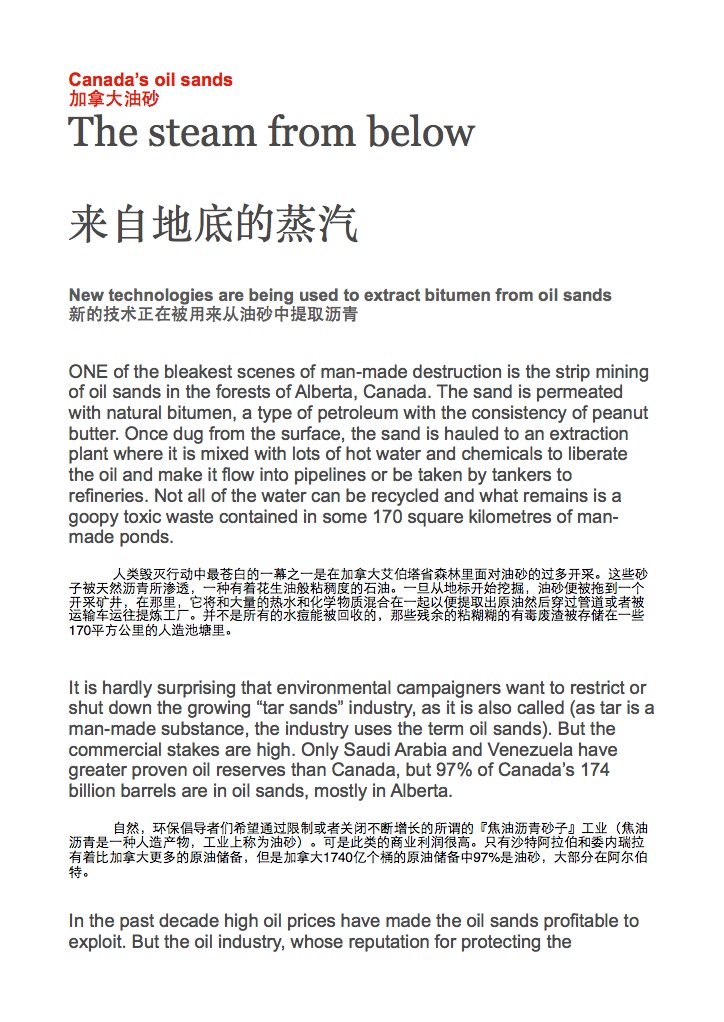 Canada's oil sands
加拿大油砂
The steam from below
来自地底的蒸汽
New technologies are being used to extract bitumen from oil sands
新的技术正在被用来从油砂中提取沥青
ONE of the bleakest scenes of man-made destruction is the strip mining
of oil sands in the forests of Alberta, Canada. The sand is permeated
with natural bitumen, a type of petroleum with the consistency of peanut
butter. Once dug from the surface, the sand is hauled to an extraction
plant where it is mixed with lots of hot water and chemicals to liberate
the oil and make it flow into pipelines or be taken by tankers to
refineries. Not all of the water can be recycled and what remains is a
goopy toxic waste contained in some 170 square kilometres of man-
made ponds.
人类毁灭行动中最苍白的一幕之一是在加拿大艾伯塔省森林里面对油砂的过多开采。这些砂
子被天然沥青所渗透，一种有着花生油般粘稠度的石油。一旦从地标开始挖掘，油砂便被拖到一个
开采矿井，在那里，它将和大量的热水和化学物质混合在一起以便提取出原油然后穿过管道或者被
运输车运往提炼工厂。并不是所有的水痘能被回收的，那些残余的粘糊糊的有毒废渣被存储在一些
170平方公里的人造池塘里。
It is hardly surprising that environmental campaigners want to restrict or
shut down the growing “tar sands” industry, as it is also called (as tar is a
man-made substance, the industry uses the term oil sands). But the
commercial stakes are high. Only Saudi Arabia and Venezuela have
greater proven oil reserves than Canada, but 97% of Canada's 174
billion barrels are in oil sands, mostly in Alberta.
自然，环保倡导者们希望通过限制或者关闭不断增长的所谓的『焦油沥青砂子』工业（焦油
沥青是一种人造产物，工业上称为油砂）。可是此类的商业利润很高。只有沙特阿拉伯和委内瑞拉
有着比加拿大更多的原油储备，但是加拿大1740亿个桶的原油储备中97%是油砂，大部分在阿尔伯
特。
In the past decade high oil prices have made the oil sands profitable to
exploit. But the oil industry, whose reputation for protecting the